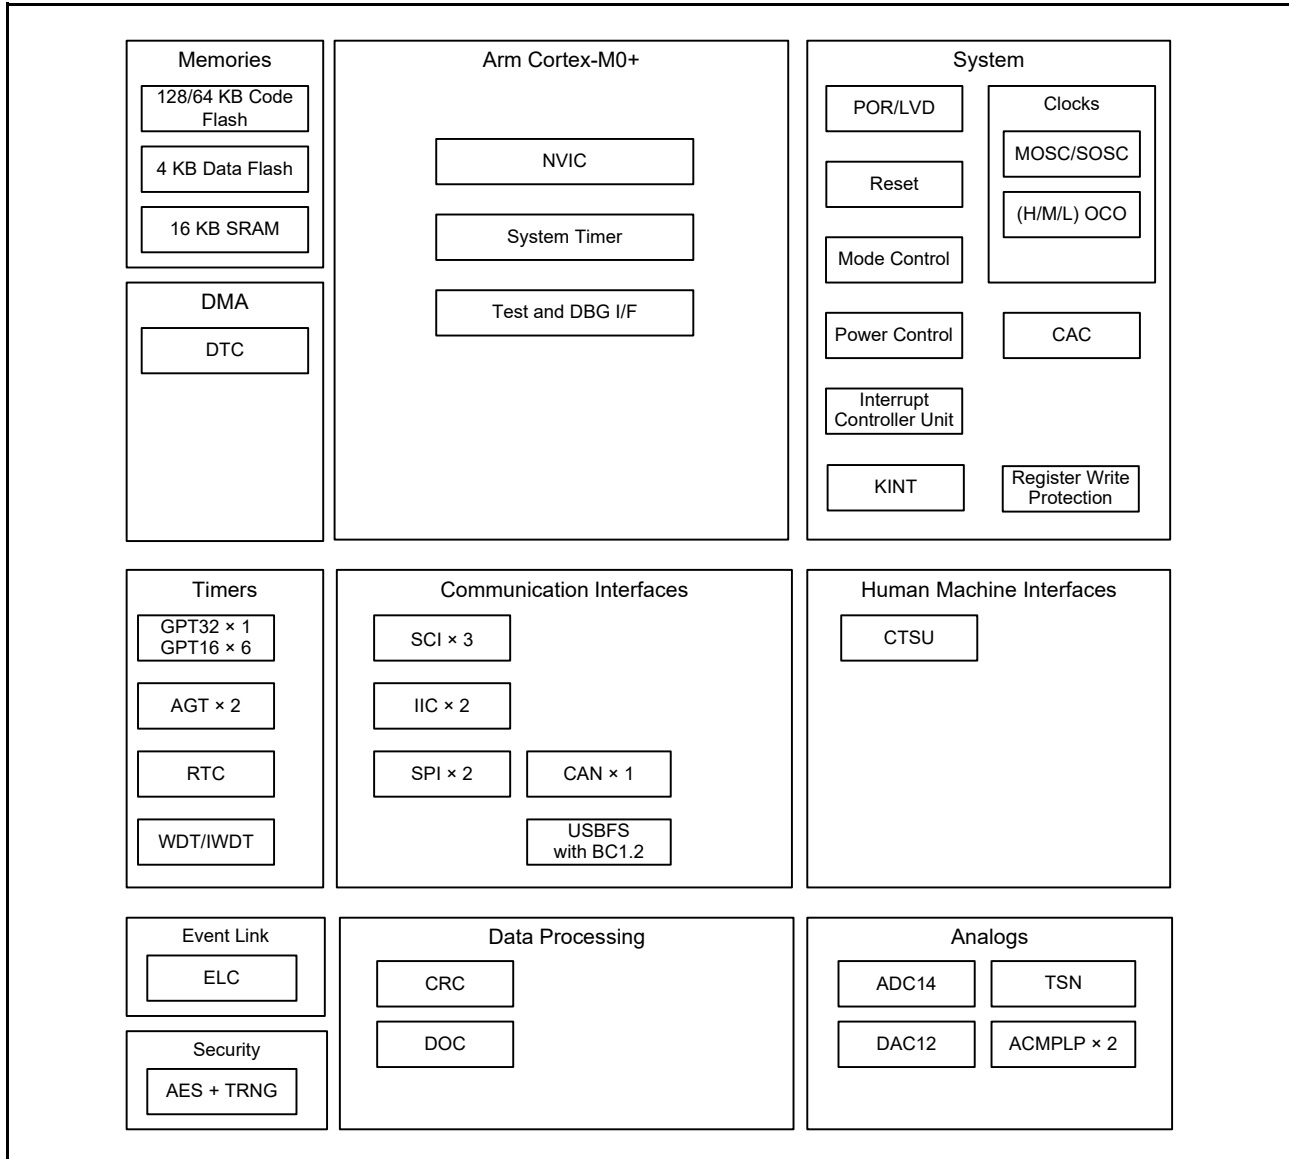 Memories
128/64 KB Code
Flash
4 KB Data Flash
16 KB SRAM
DMA
DTC
Arm Cortex-M0+
NVIC
System Timer
Test and DBG I/F
System
POR/LVD
Reset
Mode Control
Power Control
Interrupt
Controller Unit
KINT
Clocks
MOSC/SOSC
(H/M/L) OCO
CAC
Register Write
Protection
Timers
GPT32 × 1
GPT16 × 6
AGT × 2
RTC
WDT/IWDT
Communication Interfaces
SCI × 3
IIC × 2
SPI × 2
CAN × 1
USBFS
with BC1.2
Human Machine Interfaces
CTSU
Event Link
ELC
Security
AES + TRNG
Data Processing
CRC
DOC
Analogs
ADC14
TSN
DAC12
ACMPLP × 2